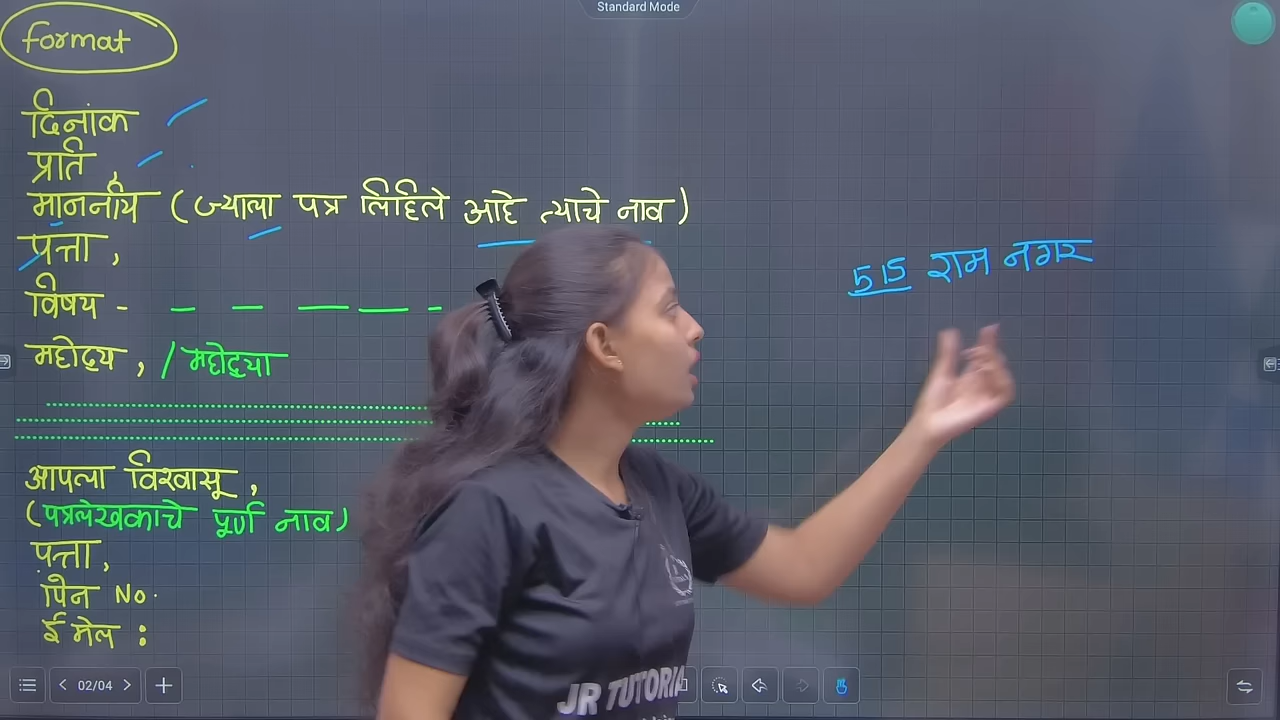 Standard Mode
Format
दिनांक
प्रति ,
माननीय (ज्याला पत्र लिहिले आहे त्याचे नाव)
पत्ता ,
515 राम नगर
विषय -
महोदय , / महोदया
आपला विश्वासू ,
(पत्रलेखकाचे पूर्ण नाव)
पत्ता ,
पिन No.
ई मेल :
02/04
JR TUTORIA